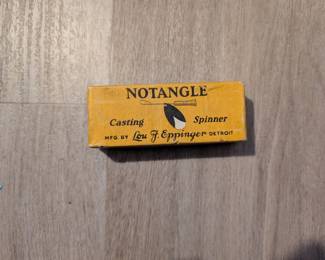 NOTANGLE
Casting Spinner
MFG. BY Lou J. Eppinger DETROIT